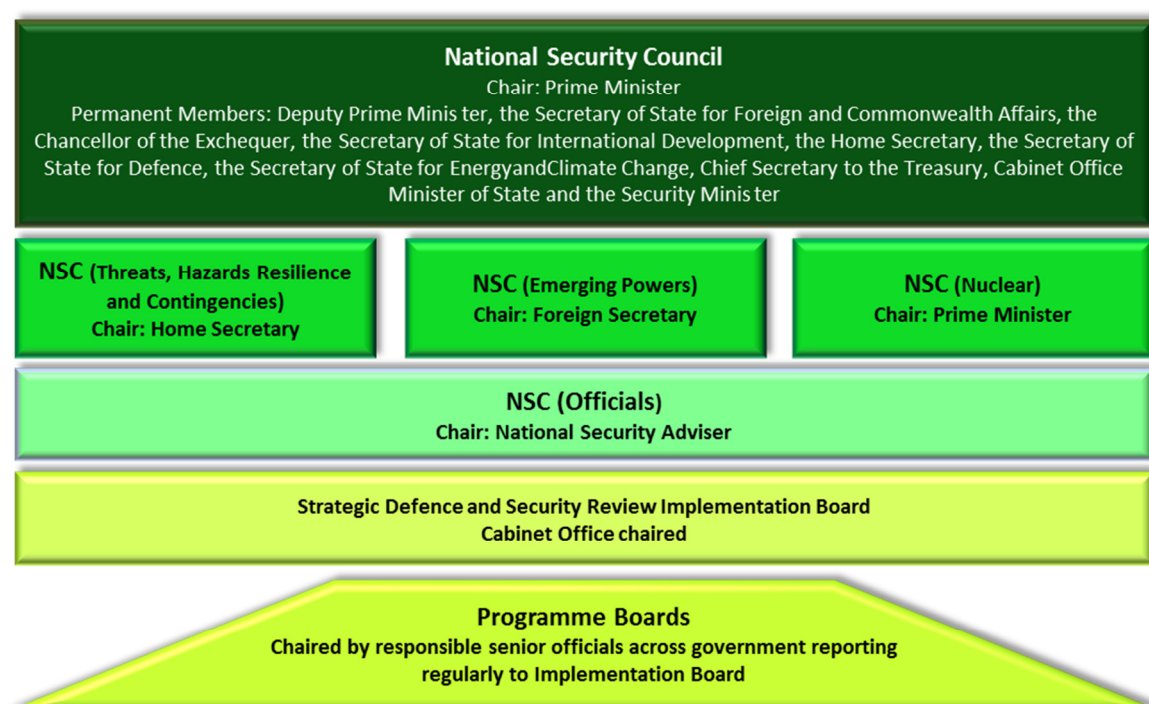 National Security Council
Chair: Prime Minister
Permanent Members: Deputy Prime Minis ter, the Secretary of State for Foreign and Commonwealth Affairs, the
Chancellor of the Exchequer, the Secretary of State for International Development, the Home Secretary, the Secretary of
State for Defence, the Secretary of State for EnergyandClimate Change, Chief Secretary to the Treasury, Cabinet Office
Minister of State and the Security Minis ter
NSC (Threats, Hazards Resilience
and Contingencies)
Chair: Home Secretary
NSC (Emerging Powers)
Chair: Foreign Secretary
NSC (Nuclear)
Chair: Prime Minister
NSC (Officials)
Chair: National Security Adviser
Strategic Defence and Security Review Implementation Board
Cabinet Office chaired
Programme Boards
Chaired by responsible senior officials across government reporting
regularly to Implementation Board